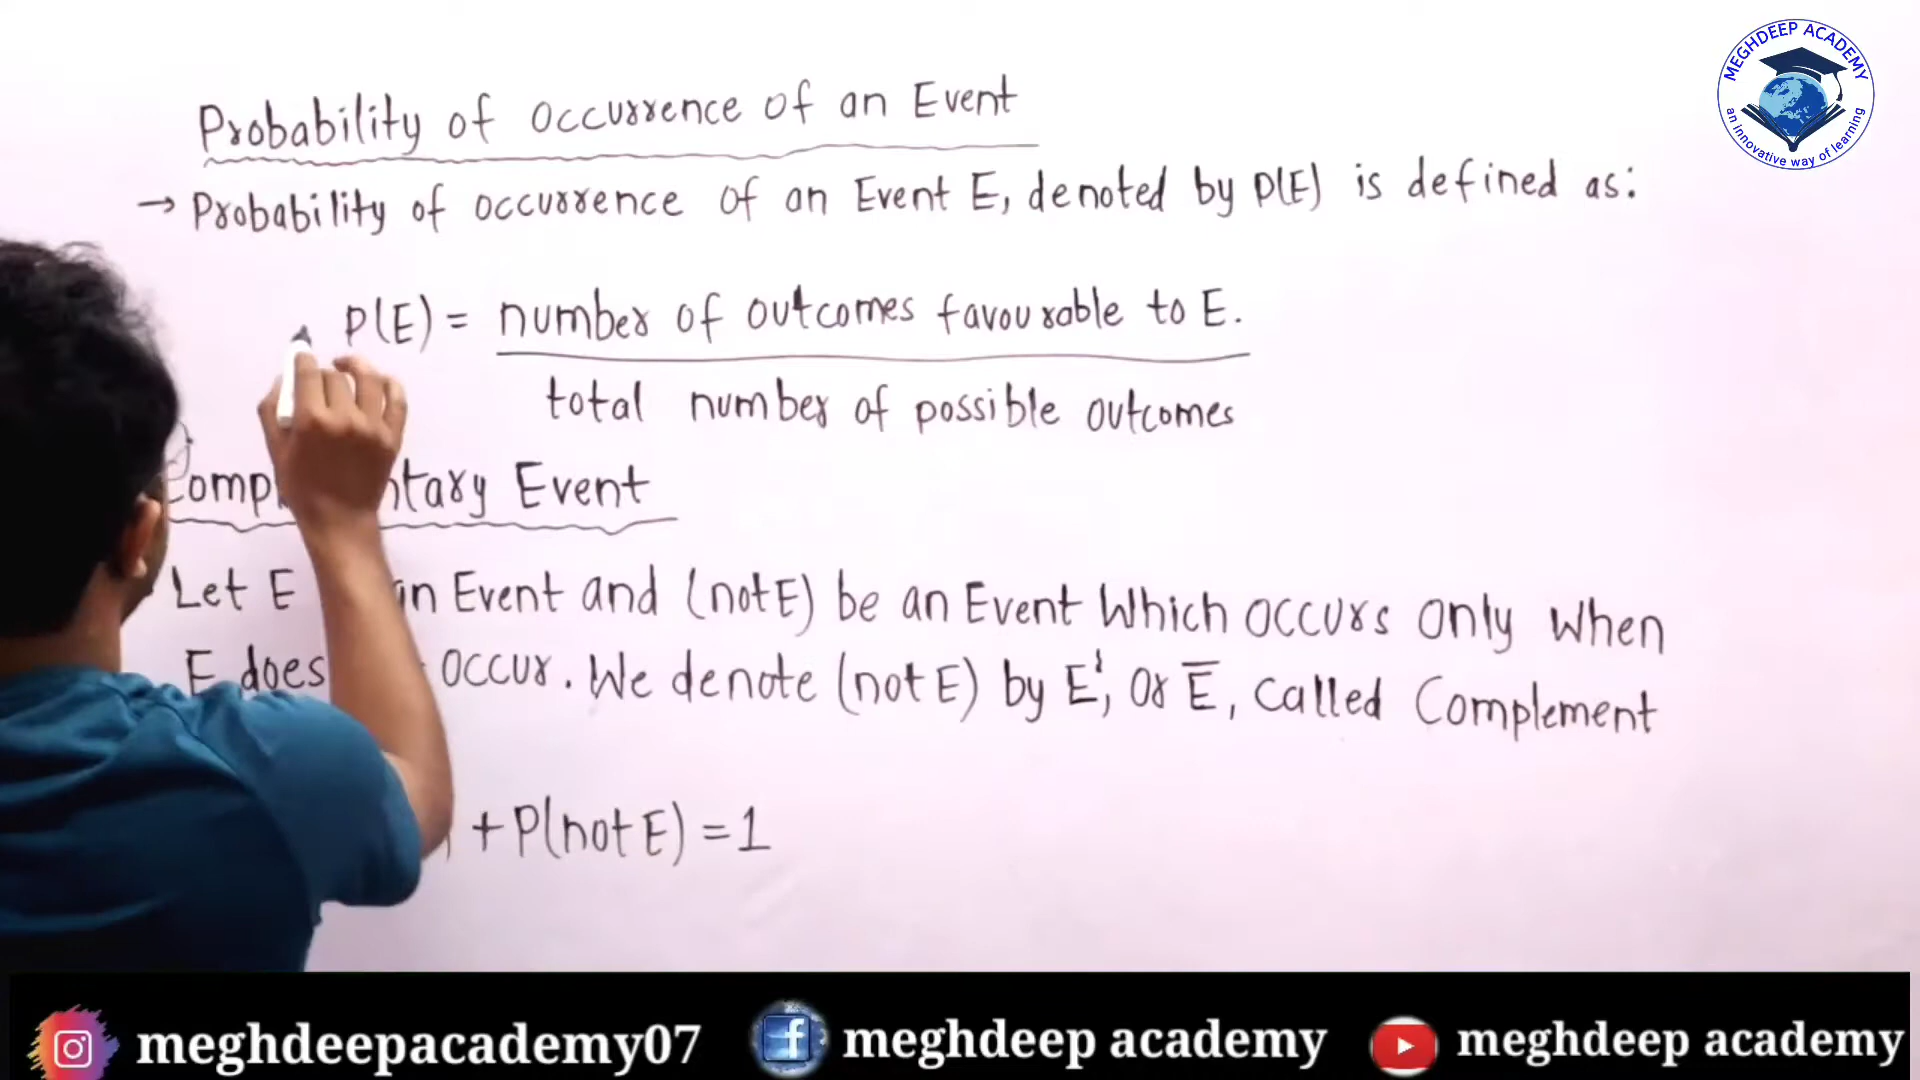 MEGHDEEP ACADEMY
an innovative way of learning
Probability of Occurrence of an Event
→ Probability of occurrence of an Event E, denoted by P(E) is defined as:
P(E) = number of outcomes favourable to E.
total number of possible outcomes
Event
Let E an Event and (not E) be an Event Which occurs only when
E does occur. We denote (not E) by E', or E̅, Called Complement
+ P(not E) = 1
meghdeepacademy07 meghdeep academy meghdeep academy